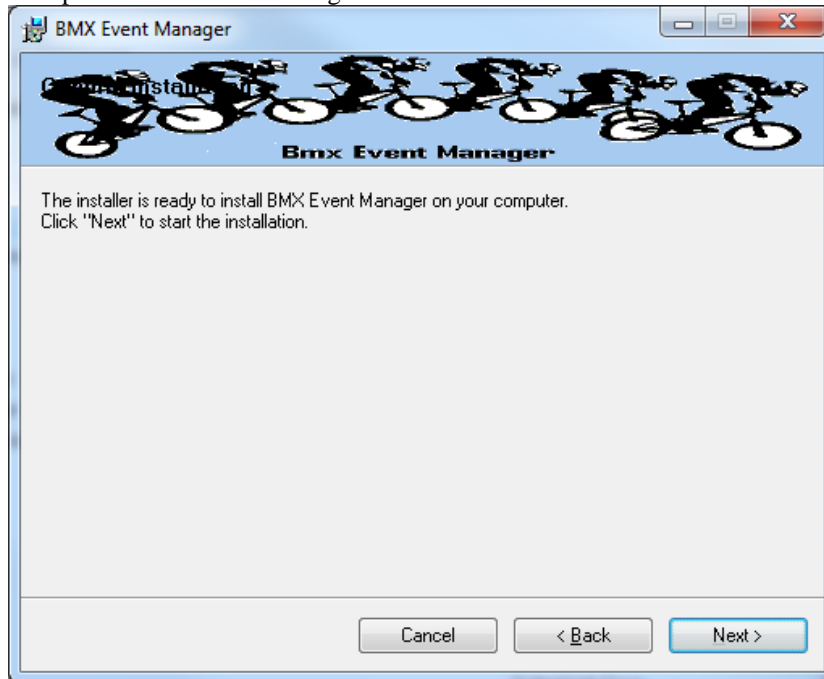 BMX Event Manager
Bmx Event Manager
The installer is ready to install BMX Event Manager on your computer.
Click "Next" to start the installation.
Cancel
< Back
Next >